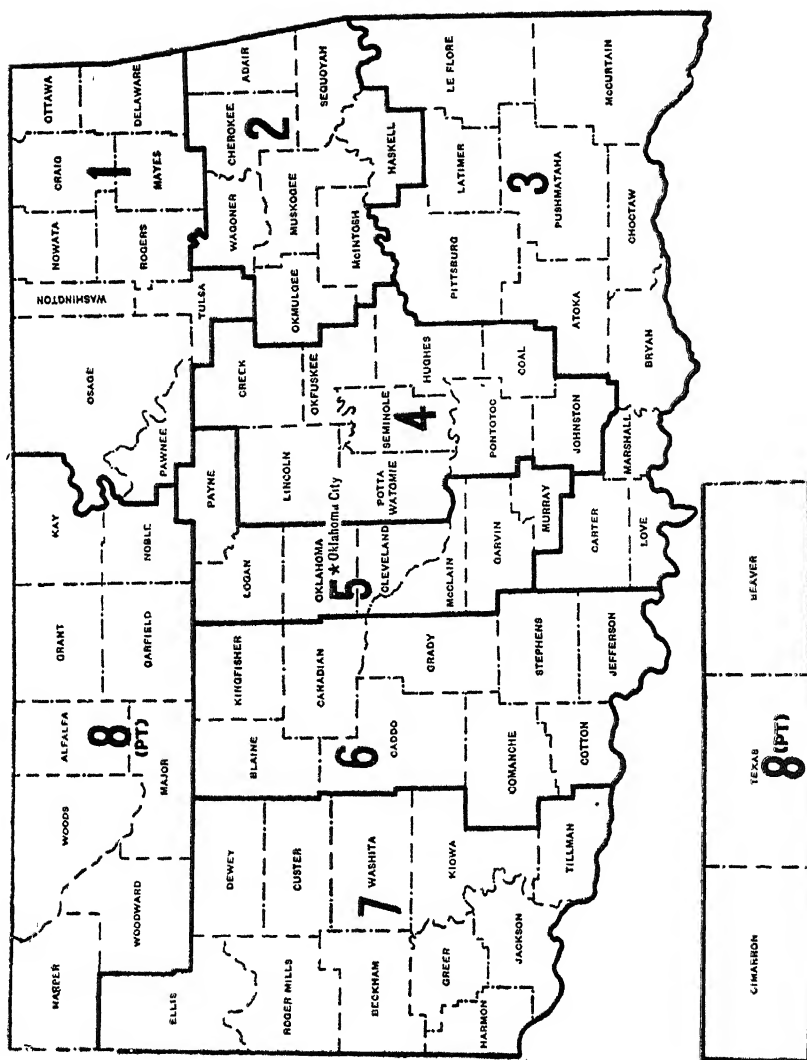 CIMARRON
TEXAS
BEAVER
8 (PT)
HARPER
WOODS
ALFALFA
GRANT
KAY
OSAGE
WASHINGTON
NOWATA
CRAIG
OTTAWA
WOODWARD
MAJOR
8
(PT)
GARFIELD
NOBLE
PAWNEE
ROGERS
1
MAYES
DELAWARE
ELLIS
DEWEY
BLAINE
KINGFISHER
LOGAN
PAYNE
CREEK
TULSA
WAGONER
CHEROKEE
ADAIR
2
ROGER MILLS
CUSTER
CANADIAN
OKLAHOMA
★ Oklahoma City
LINCOLN
OKFUSKEE
OKMULGEE
MUSKOGEE
SEQUOYAH
BECKHAM
WASHITA
7
6
CADDO
5
CLEVELAND
POTTA
WATOMIE
SEMINOLE
4
HUGHES
McINTOSH
HASKELL
GREER
KIOWA
GRADY
McCLAIN
PONTOTOC
PITTSBURG
LATIMER
LE FLORE
HARMON
JACKSON
COMANCHE
STEPHENS
GARVIN
MURRAY
COAL
ATOKA
3
PUSHMATAHA
McCURTAIN
TILLMAN
COTTON
JEFFERSON
CARTER
JOHNSTON
LOVE
MARSHALL
BRYAN
CHOCTAW